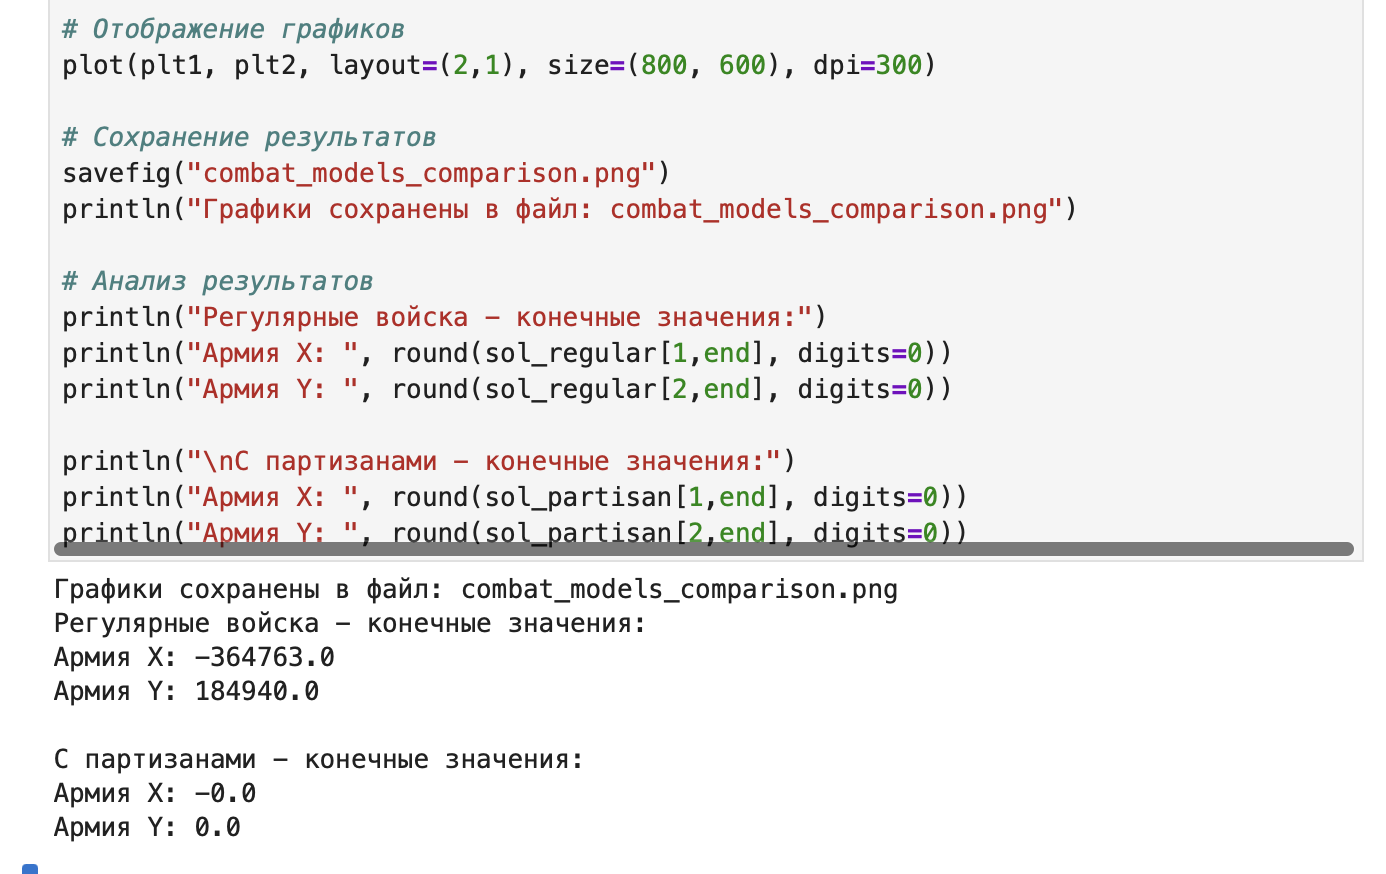 # Отображение графиков
plot(plt1, plt2, layout=(2,1), size=(800, 600), dpi=300)
# Сохранение результатов
savefig("combat_models_comparison.png")
println("Графики сохранены в файл: combat_models_comparison.png")
# Анализ результатов
println("Регулярные войска – конечные значения:")
println("Армия X: ", round(sol_regular[1,end], digits=0))
println("Армия Y: ", round(sol_regular[2,end], digits=0))
println("\nС партизанами – конечные значения:")
println("Армия X: ", round(sol_partisan[1,end], digits=0))
println("Армия Y: ", round(sol_partisan[2,end], digits=0))
Графики сохранены в файл: combat_models_comparison.png
Регулярные войска – конечные значения:
Армия X: -364763.0
Армия Y: 184940.0
С партизанами – конечные значения:
Армия X: -0.0
Армия Y: 0.0